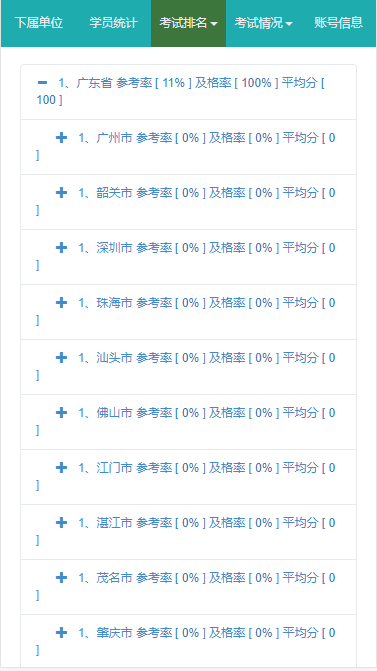 下属单位 学员统计 考试排名 考试情况 账号信息
1、广东省 参考率 [ 11% ] 及格率 [ 100% ] 平均分 [
100 ]
1、广州市 参考率 [ 0% ] 及格率 [ 0% ] 平均分 [ 0
]
1、韶关市 参考率 [ 0% ] 及格率 [ 0% ] 平均分 [ 0
]
1、深圳市 参考率 [ 0% ] 及格率 [ 0% ] 平均分 [ 0
]
1、珠海市 参考率 [ 0% ] 及格率 [ 0% ] 平均分 [ 0
]
1、汕头市 参考率 [ 0% ] 及格率 [ 0% ] 平均分 [ 0
]
1、佛山市 参考率 [ 0% ] 及格率 [ 0% ] 平均分 [ 0
]
1、江门市 参考率 [ 0% ] 及格率 [ 0% ] 平均分 [ 0
]
1、湛江市 参考率 [ 0% ] 及格率 [ 0% ] 平均分 [ 0
]
1、茂名市 参考率 [ 0% ] 及格率 [ 0% ] 平均分 [ 0
]
1、肇庆市 参考率 [ 0% ] 及格率 [ 0% ] 平均分 [ 0
]